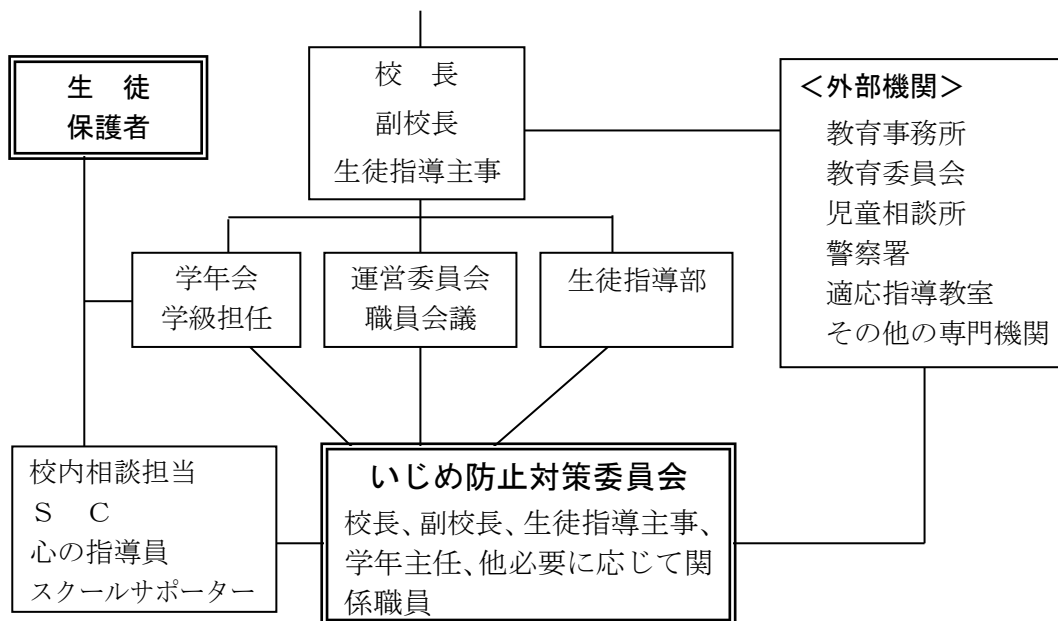 生　徒
保護者
校　長
副校長
生徒指導主事
＜外部機関＞
教育事務所
教育委員会
児童相談所
警察署
適応指導教室
その他の専門機関
学年会
学級担任
運営委員会
職員会議
生徒指導部
校内相談担当
Ｓ　Ｃ
心の指導員
スクールサポーター
いじめ防止対策委員会
校長、副校長、生徒指導主事、
学年主任、他必要に応じて関
係職員